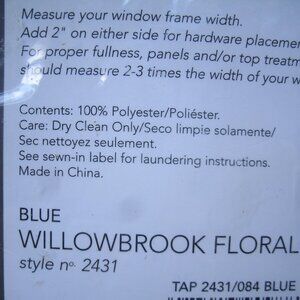 Measure your window frame width.
Add 2" on either side for hardware placemen
For proper fullness, panels and/or top treatm
should measure 2-3 times the width of your w
Contents: 100% Polyester/Poliéster.
Care: Dry Clean Only/Seco limpie solamente/
Sec nettoyez seulement.
See sewn-in label for laundering instructions.
Made in China.
BLUE
WILLOWBROOK FLORAL
style nº. 2431
TAP 2431/084 BLUE